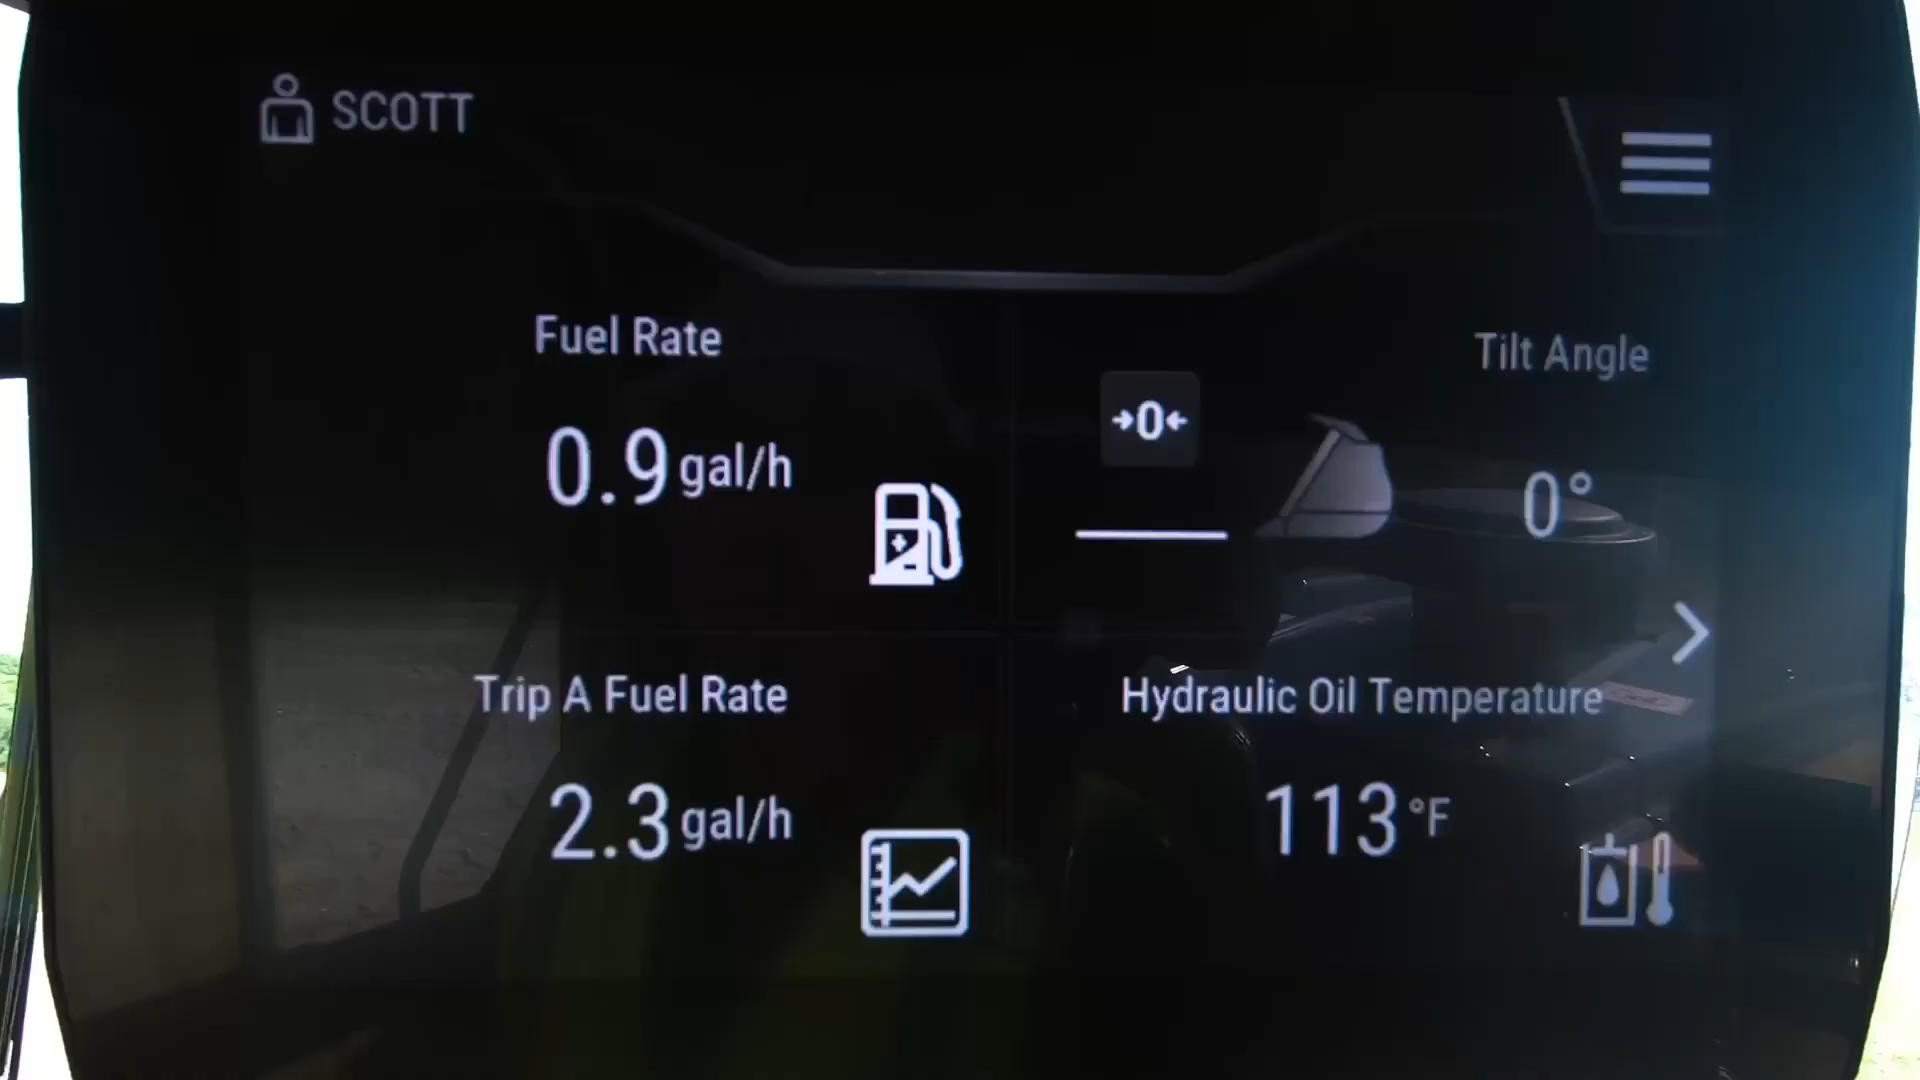 SCOTT
Fuel Rate
0.9 gal/h
→0←
Tilt Angle
0°
Trip A Fuel Rate
2.3 gal/h
Hydraulic Oil Temperature
113 °F